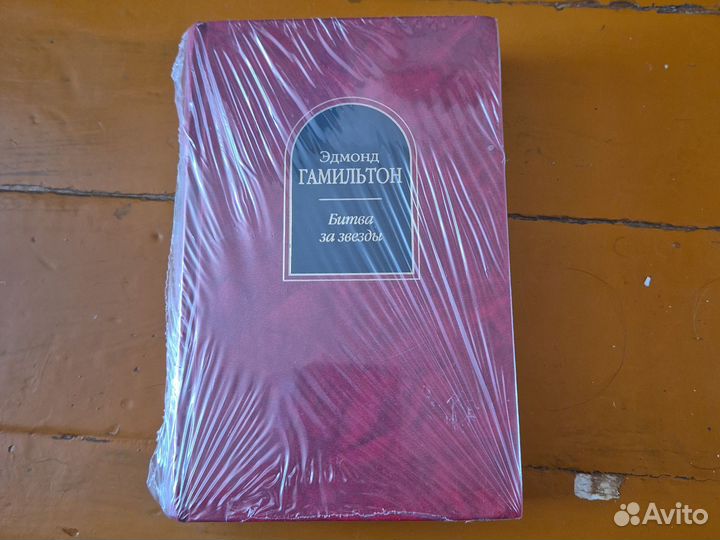 Эдмонд
ГАМИЛЬТОН
Битва
за звезды
Avito